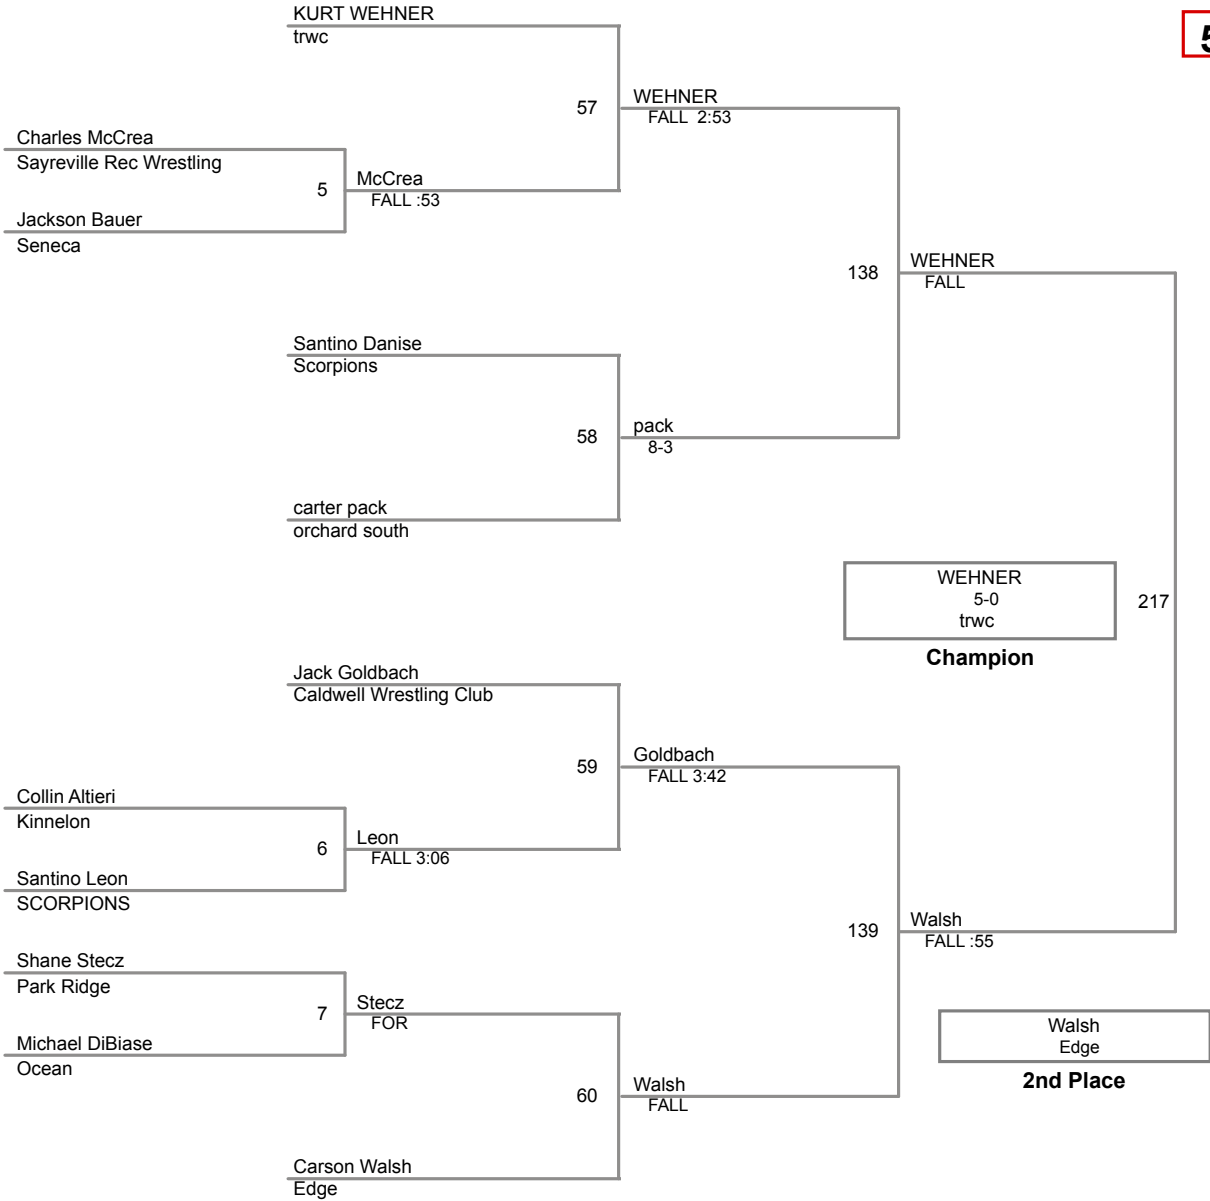 KURT WEHNER
trwc
5
57
WEHNER
FALL 2:53
Charles McCrea
Sayreville Rec Wrestling
5
McCrea
FALL :53
Jackson Bauer
Seneca
138
WEHNER
FALL
Santino Danise
Scorpions
58
pack
8-3
carter pack
orchard south
WEHNER
5-0
trwc
217
Champion
Jack Goldbach
Caldwell Wrestling Club
59
Goldbach
FALL 3:42
Collin Altieri
Kinnelon
6
Leon
FALL 3:06
Santino Leon
SCORPIONS
139
Walsh
FALL :55
Shane Stecz
Park Ridge
7
Stecz
FOR
Michael DiBiase
Ocean
Walsh
Edge
2nd Place
60
Walsh
FALL
Carson Walsh
Edge